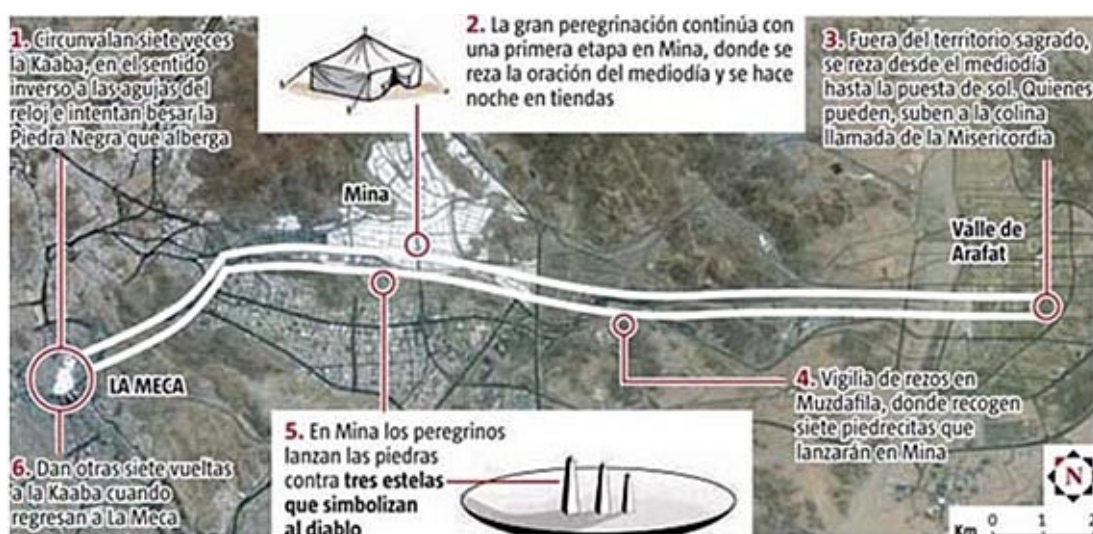 1. Circunvalan siete veces
la Kaaba, en el sentido
inverso a las agujas del
reloj e intentan besar la
Piedra Negra que alberga
2. La gran peregrinación continúa con
una primera etapa en Mina, donde se
reza la oración del mediodía y se hace
noche en tiendas
3. Fuera del territorio sagrado,
se reza desde el mediodía
hasta la puesta de sol. Quienes
pueden, suben a la colina
llamada de la Misericordia
Mina
Valle de
Arafat
LA MECA
4. Vigilia de rezos en
Muzdafila, donde recogen
siete piedrecitas que
lanzarán en Mina
5. En Mina los peregrinos
lanzan las piedras
contra tres estelas
que simbolizan
al diablo
6. Dan otras siete vueltas
a la Kaaba cuando
regresan a La Meca
N
Km 0 1 2